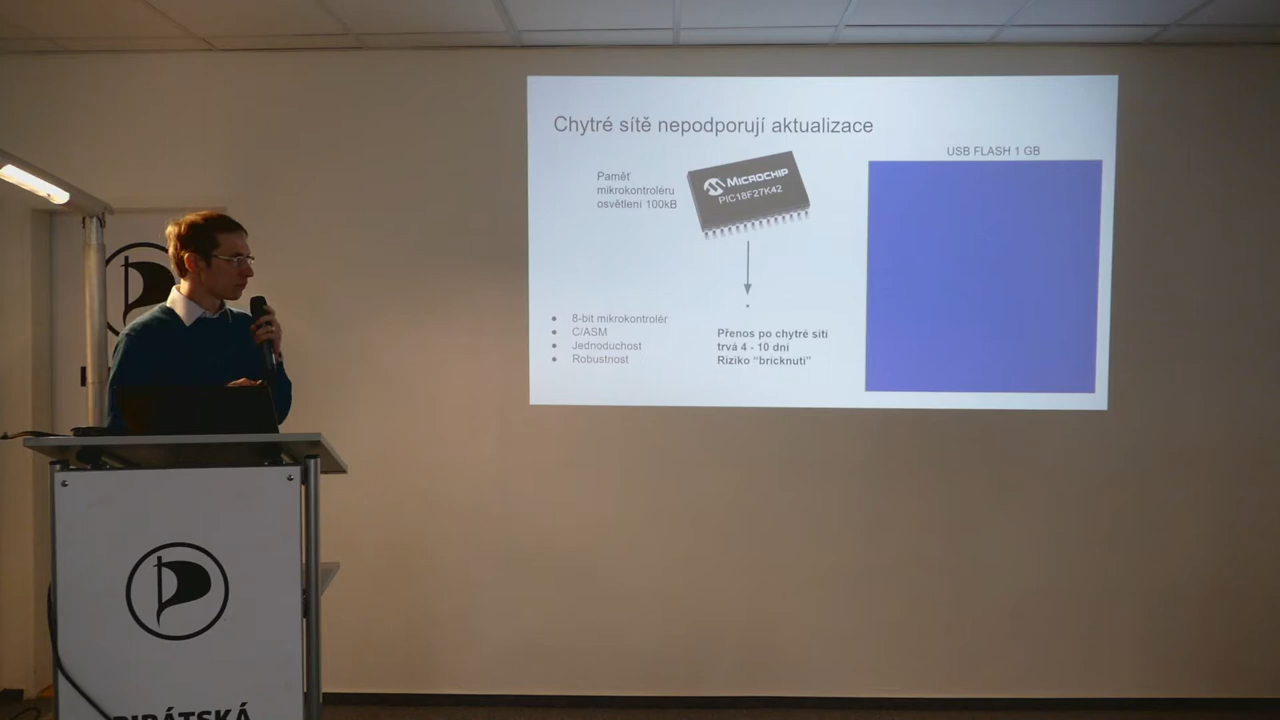 Chytré sítě nepodporují aktualizace
USB FLASH 1 GB
Paměť
mikrokontroléru
osvětlení 100kB
MICROCHIP
PIC18F27K42
8-bit mikrokontrolér
C/ASM
Jednoduchost
Robustnost
Přenos po chytré síti
trvá 4 - 10 dní
Riziko "bricknutí"
PIRÁTSKÁ